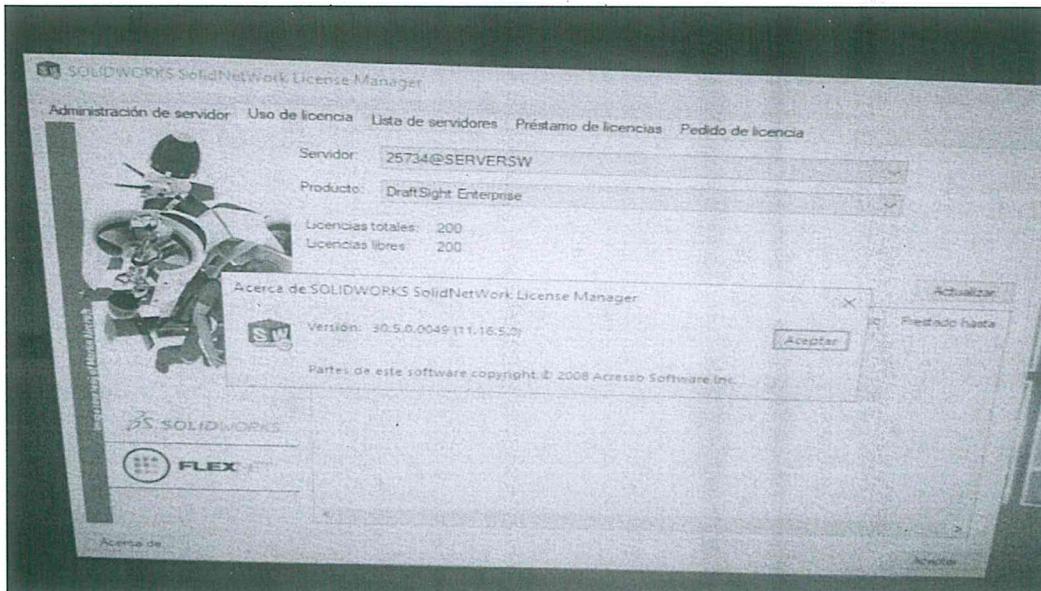 SOLIDWORKS SolidNetWork License Manager
Administración de servidor Uso de licencia Lista de servidores Préstamo de licencias Pedido de licencia
Servidor: 25734@SERVERSW
Producto: DraftSight Enterprise
Licencias totales: 200
Licencias libres: 200
Actualizar
Prestado hasta
Acerca de SOLIDWORKS SolidNetWork License Manager
Versión: 30.5.0.0049 (11.16.5.0)
Aceptar
Partes de este software copyright © 2008 Acresso Software Inc.
SOLIDWORKS
FLEXNET
Acerca de...
Aceptar